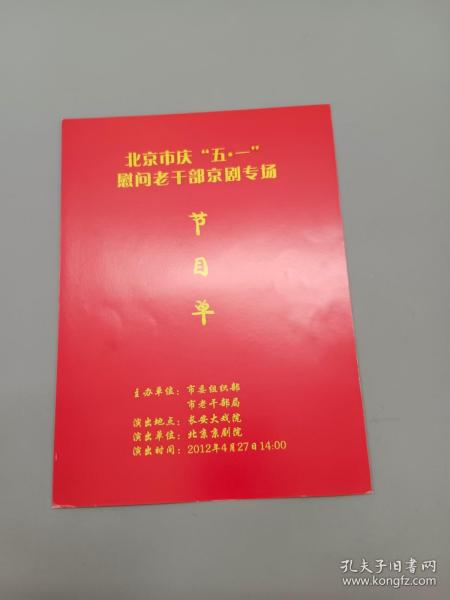 北京市庆“五·一”
慰问老干部京剧专场
节
目
单
主办单位：市委组织部
市老干部局
演出地点：长安大戏院
演出单位：北京京剧院
演出时间：2012年4月27日14:00
孔夫子旧书网
www.kongfz.com